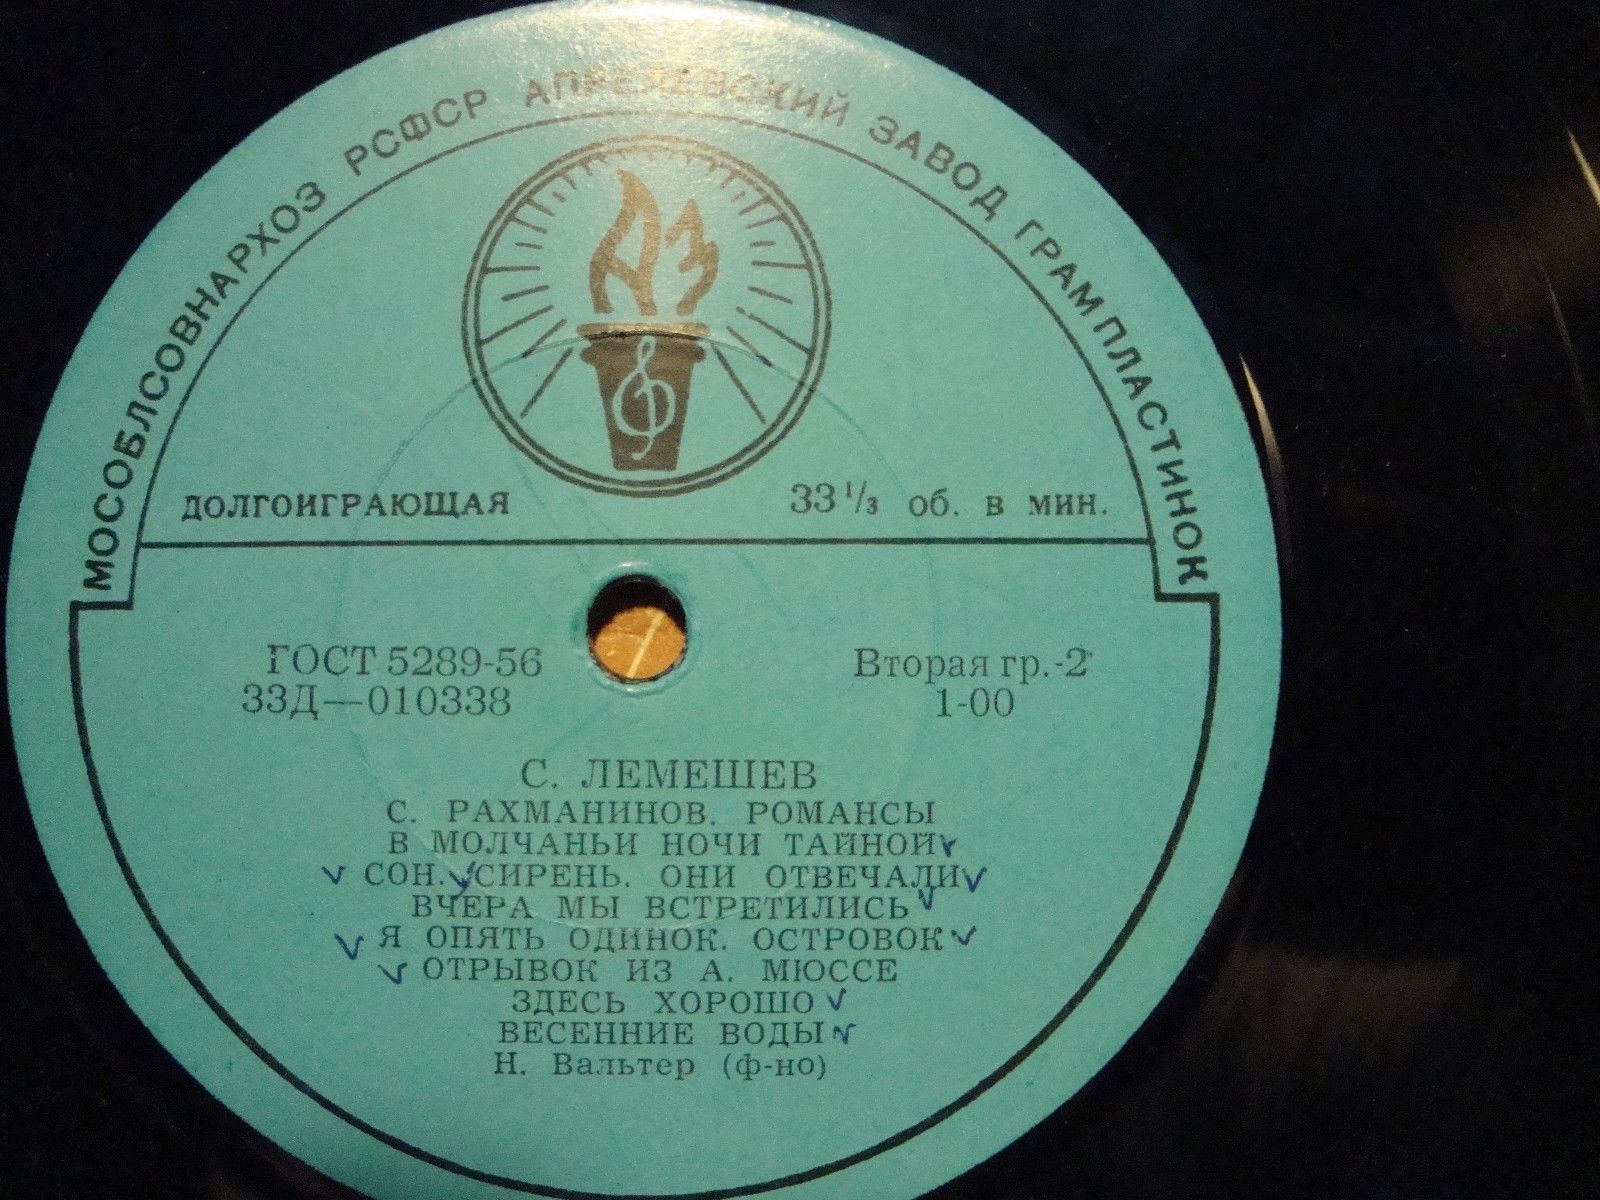 МОСОБЛСОВНАРХОЗ РСФСР АПРЕЛЕВСКИЙ ЗАВОД ГРАМПЛАСТИНОК
АЗ
ДОЛГОИГРАЮЩАЯ 33 1/3 об. в мин.
ГОСТ 5289-56 Вторая гр.-2
33Д—010338 1-00
С. ЛЕМЕШЕВ
С. РАХМАНИНОВ. РОМАНСЫ
В МОЛЧАНЬИ НОЧИ ТАЙНОЙ
СОН. СИРЕНЬ. ОНИ ОТВЕЧАЛИ
ВЧЕРА МЫ ВСТРЕТИЛИСЬ
Я ОПЯТЬ ОДИНОК. ОСТРОВОК
ОТРЫВОК ИЗ А. МЮССЕ
ЗДЕСЬ ХОРОШО
ВЕСЕННИЕ ВОДЫ
Н. Вальтер (ф-но)